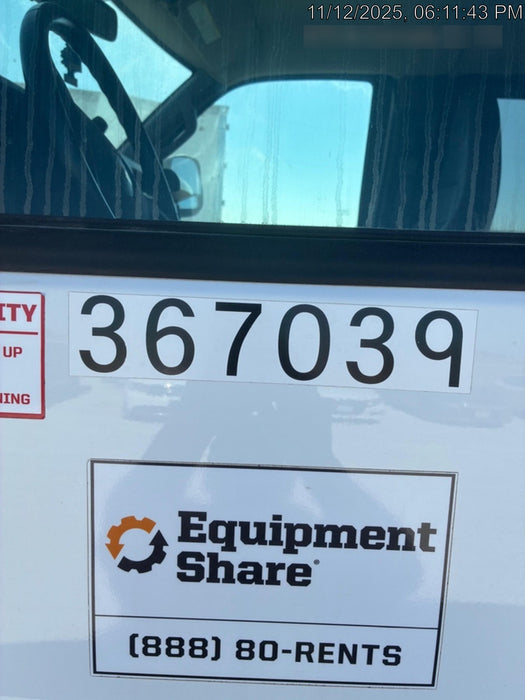 11/12/2025, 06:11:43 PM
ITY
UP
NING
367039
Equipment
Share®
(888) 80-RENTS